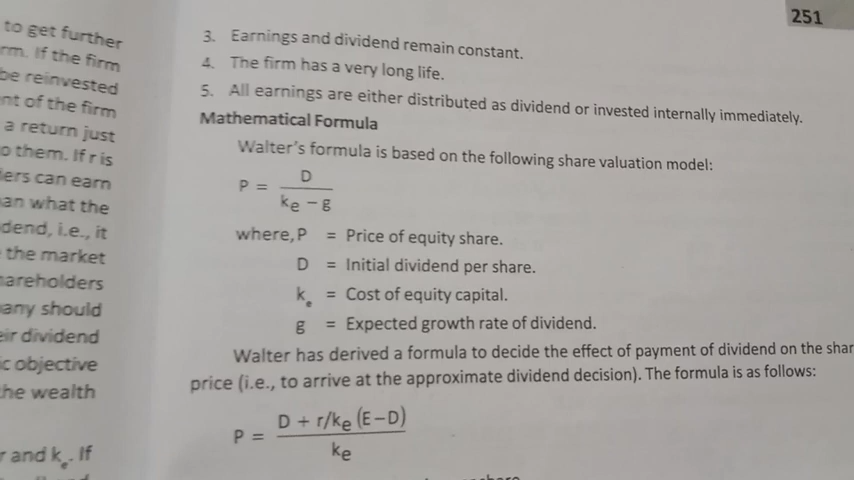 251
to get further
rm. If the firm
be reinvested
nt of the firm
a return just
o them. If r is
ers can earn
an what the
dend, i.e., it
the market
hareholders
any should
eir dividend
c objective
he wealth
r and ke. If
3. Earnings and dividend remain constant.
4. The firm has a very long life.
5. All earnings are either distributed as dividend or invested internally immediately.
Mathematical Formula
Walter's formula is based on the following share valuation model:
P = D / (ke − g)
where, P = Price of equity share.
D = Initial dividend per share.
ke = Cost of equity capital.
g = Expected growth rate of dividend.
Walter has derived a formula to decide the effect of payment of dividend on the shar
price (i.e., to arrive at the approximate dividend decision). The formula is as follows:
P = D + r/ke (E−D) / ke